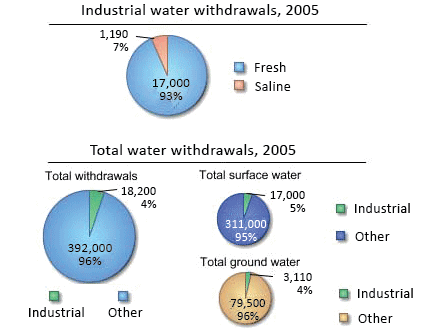 Industrial water withdrawals, 2005
1,190
7%
17,000
93%
Fresh
Saline
Total water withdrawals, 2005
Total withdrawals
18,200
4%
392,000
96%
Industrial
Other
Total surface water
17,000
5%
311,000
95%
Industrial
Other
Total ground water
3,110
4%
79,500
96%
Industrial
Other